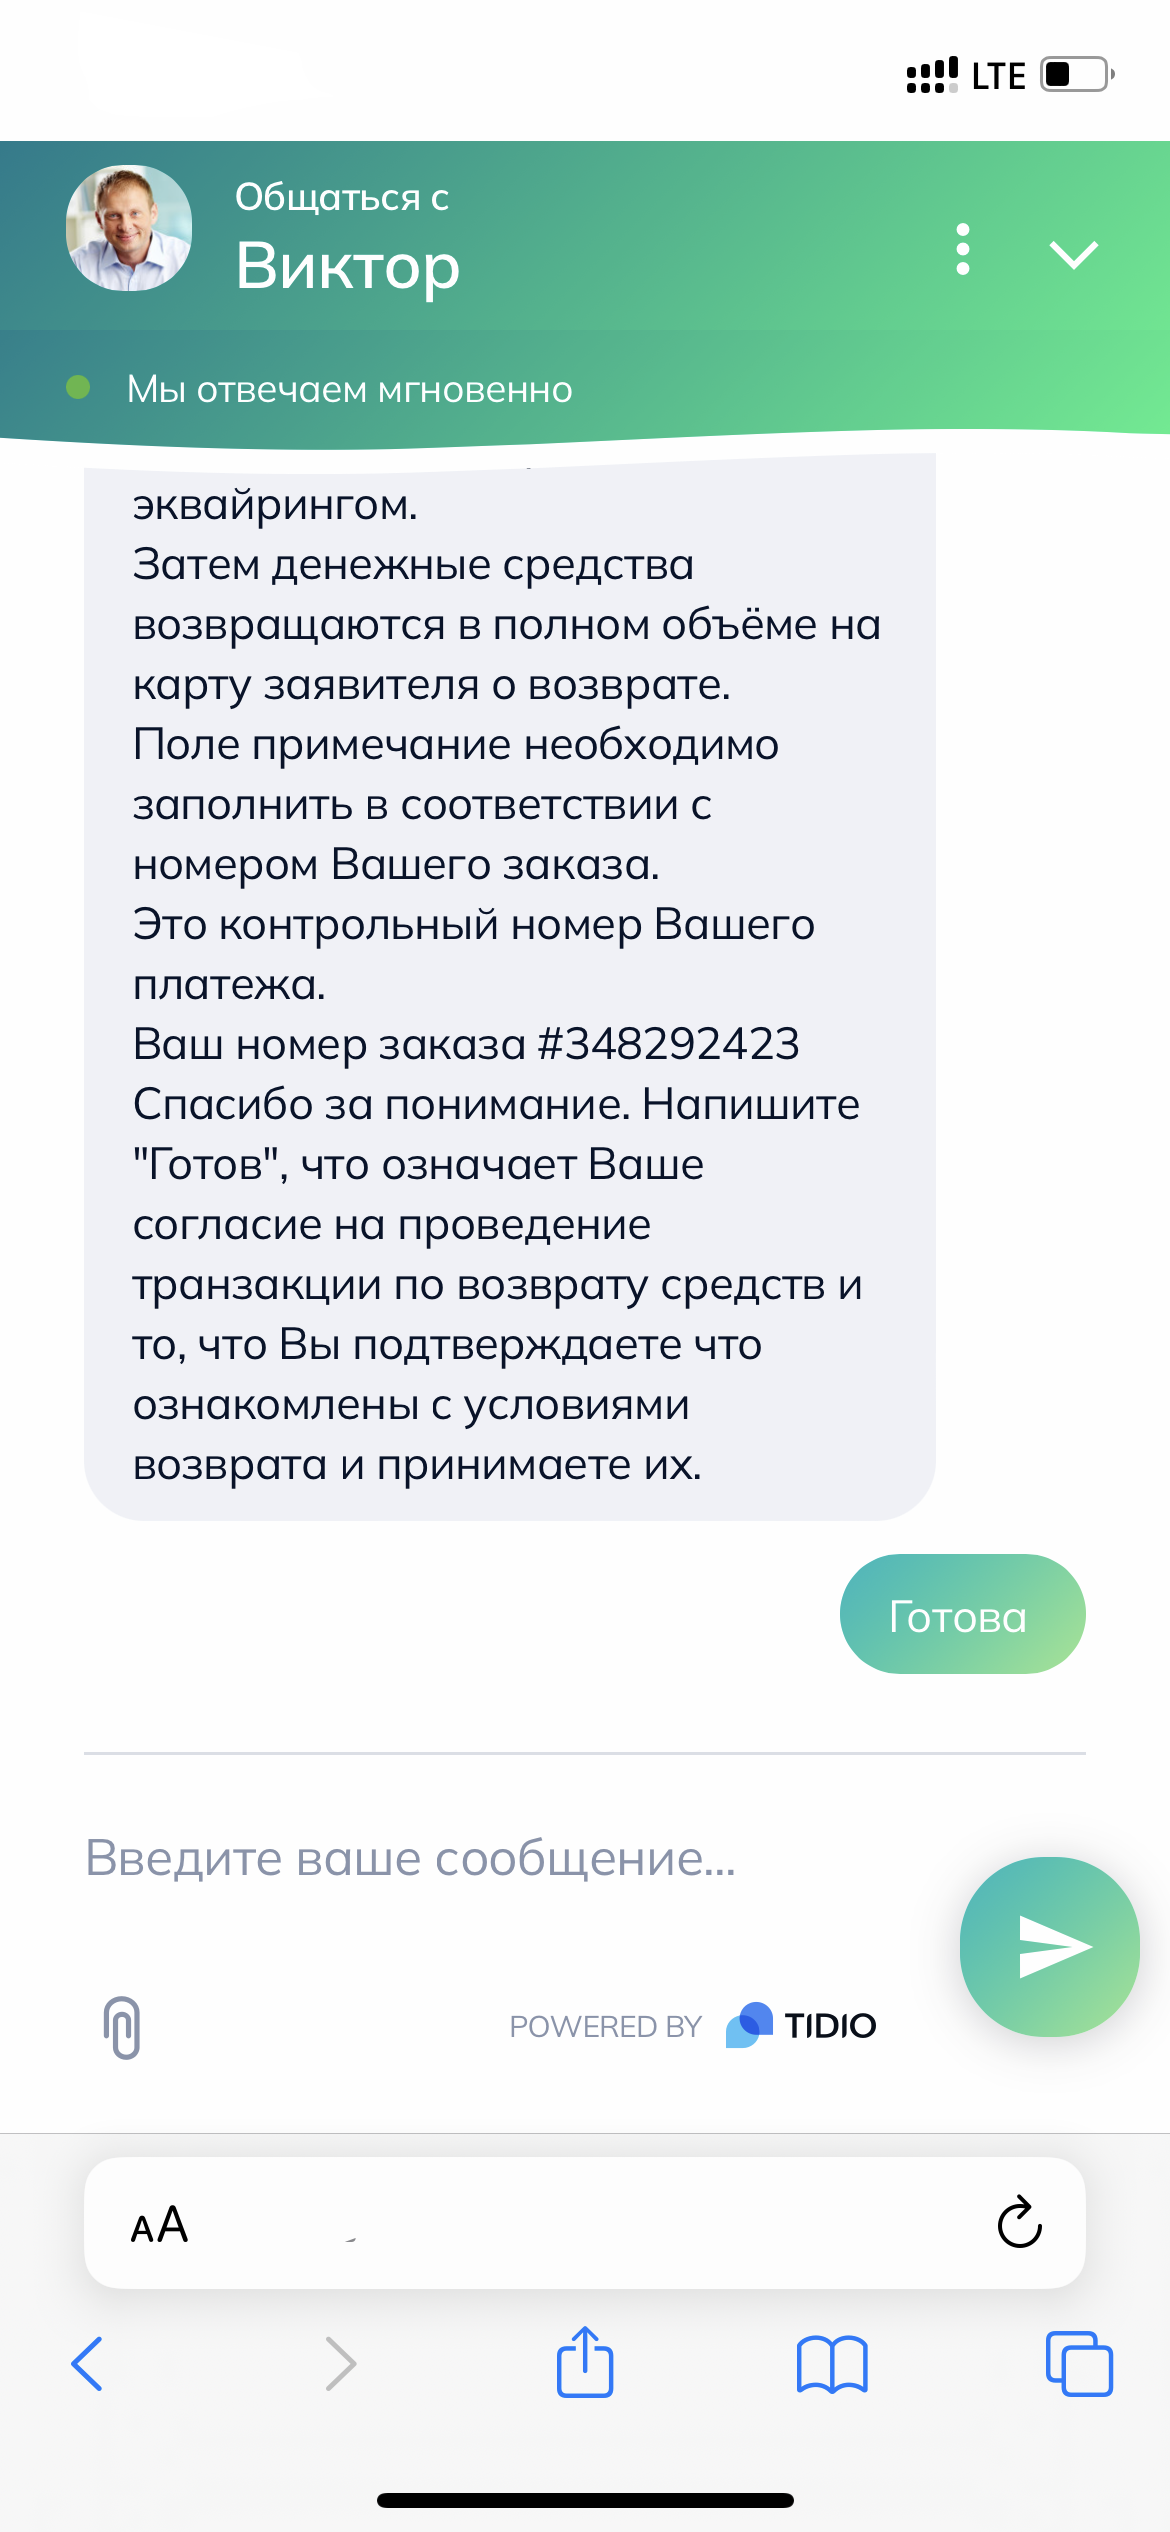 LTE
Общаться с
Виктор
Мы отвечаем мгновенно
эквайрингом.
Затем денежные средства
возвращаются в полном объёме на
карту заявителя о возврате.
Поле примечание необходимо
заполнить в соответствии с
номером Вашего заказа.
Это контрольный номер Вашего
платежа.
Ваш номер заказа #348292423
Спасибо за понимание. Напишите
"Готов", что означает Ваше
согласие на проведение
транзакции по возврату средств и
то, что Вы подтверждаете что
ознакомлены с условиями
возврата и принимаете их.
Готова
Введите ваше сообщение...
POWERED BY TIDIO
AA